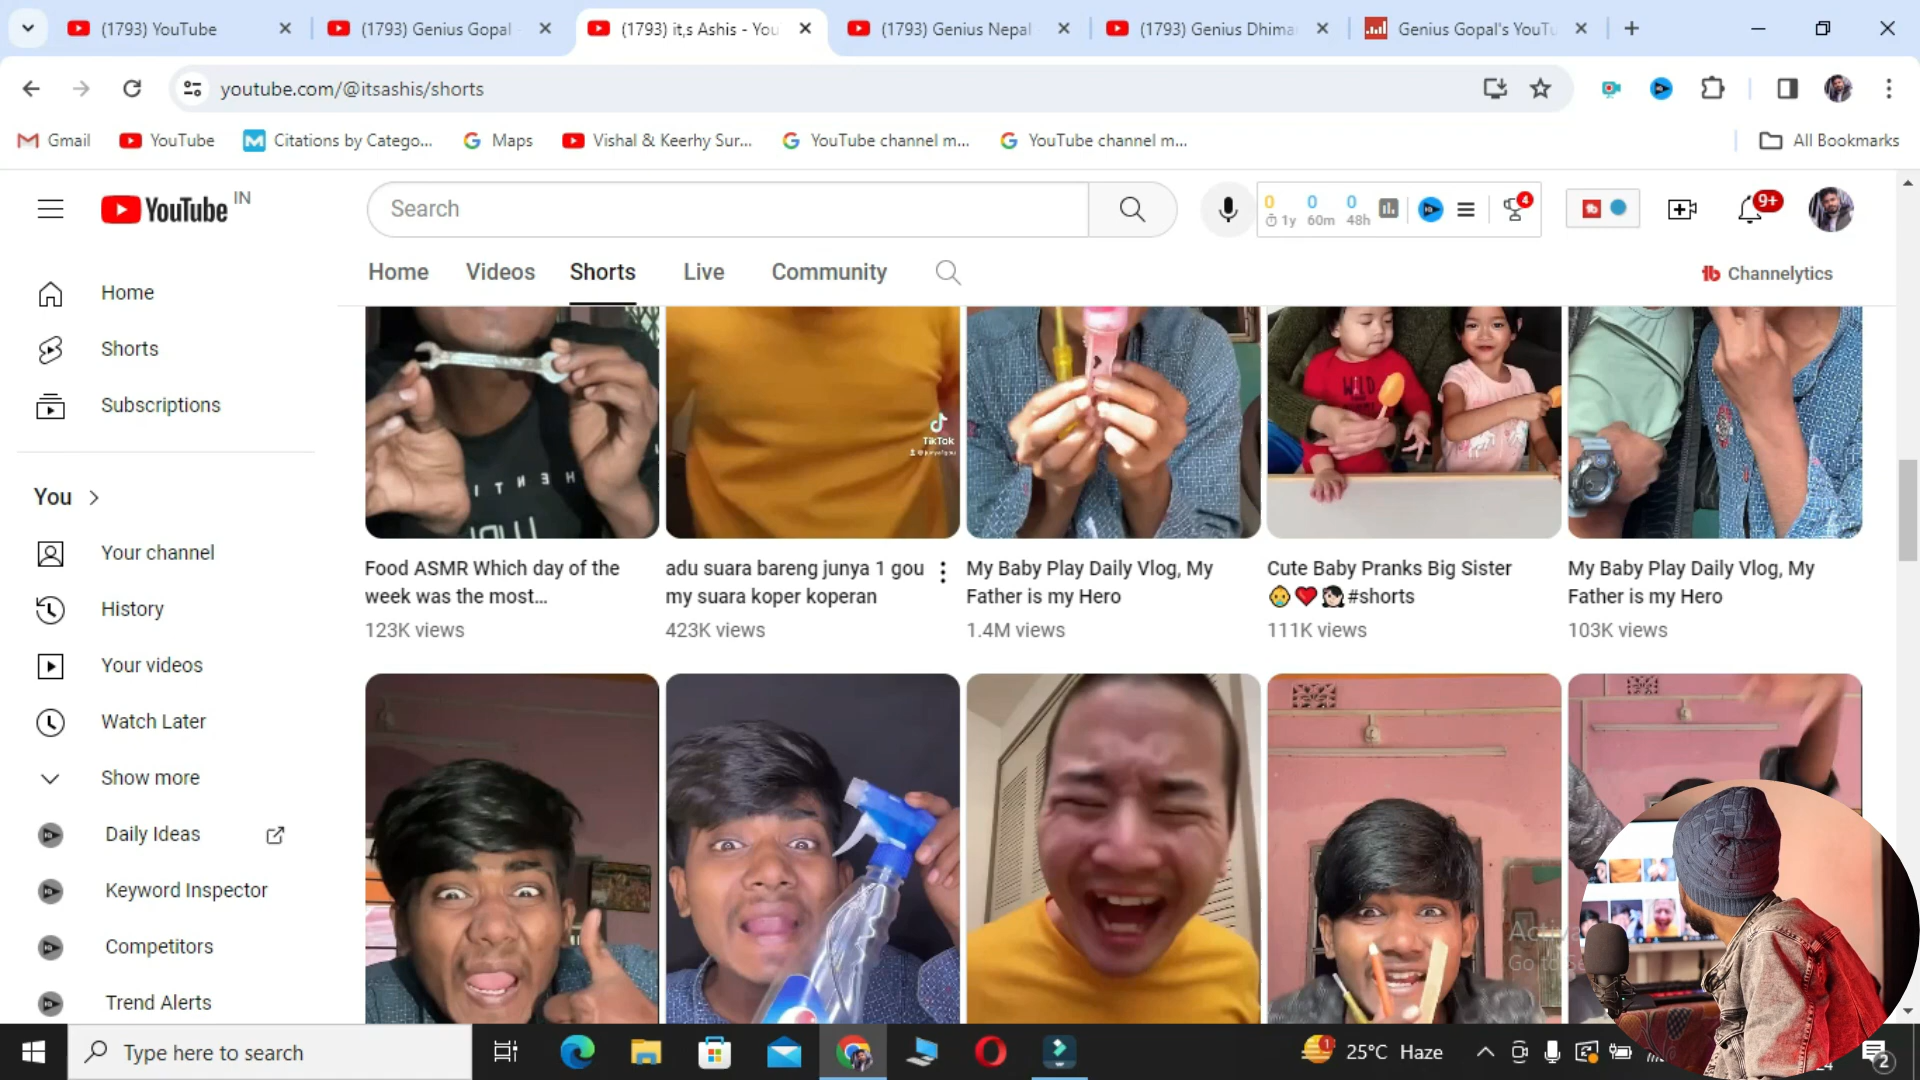 (1793) YouTube
(1793) Genius Gopal
(1793) it,s Ashis - You
(1793) Genius Nepal
(1793) Genius Dhima
Genius Gopal's YouTu
youtube.com/@itsashis/shorts
Gmail
YouTube
Citations by Catego...
Maps
Vishal & Keerhy Sur...
YouTube channel m...
YouTube channel m...
All Bookmarks
YouTube IN
Search
0 0 0
1y 60m 48h
4
9+
Home
Videos
Shorts
Live
Community
Channelytics
Home
Shorts
Subscriptions
You
Your channel
History
Your videos
Watch Later
Show more
Daily Ideas
Keyword Inspector
Competitors
Trend Alerts
TikTok
WILD
Food ASMR Which day of the
week was the most...
123K views
adu suara bareng junya 1 gou
my suara koper koperan
423K views
My Baby Play Daily Vlog, My
Father is my Hero
1.4M views
Cute Baby Pranks Big Sister
👶❤️👧🏻#shorts
111K views
My Baby Play Daily Vlog, My
Father is my Hero
103K views
Type here to search
1
25°C Haze
2